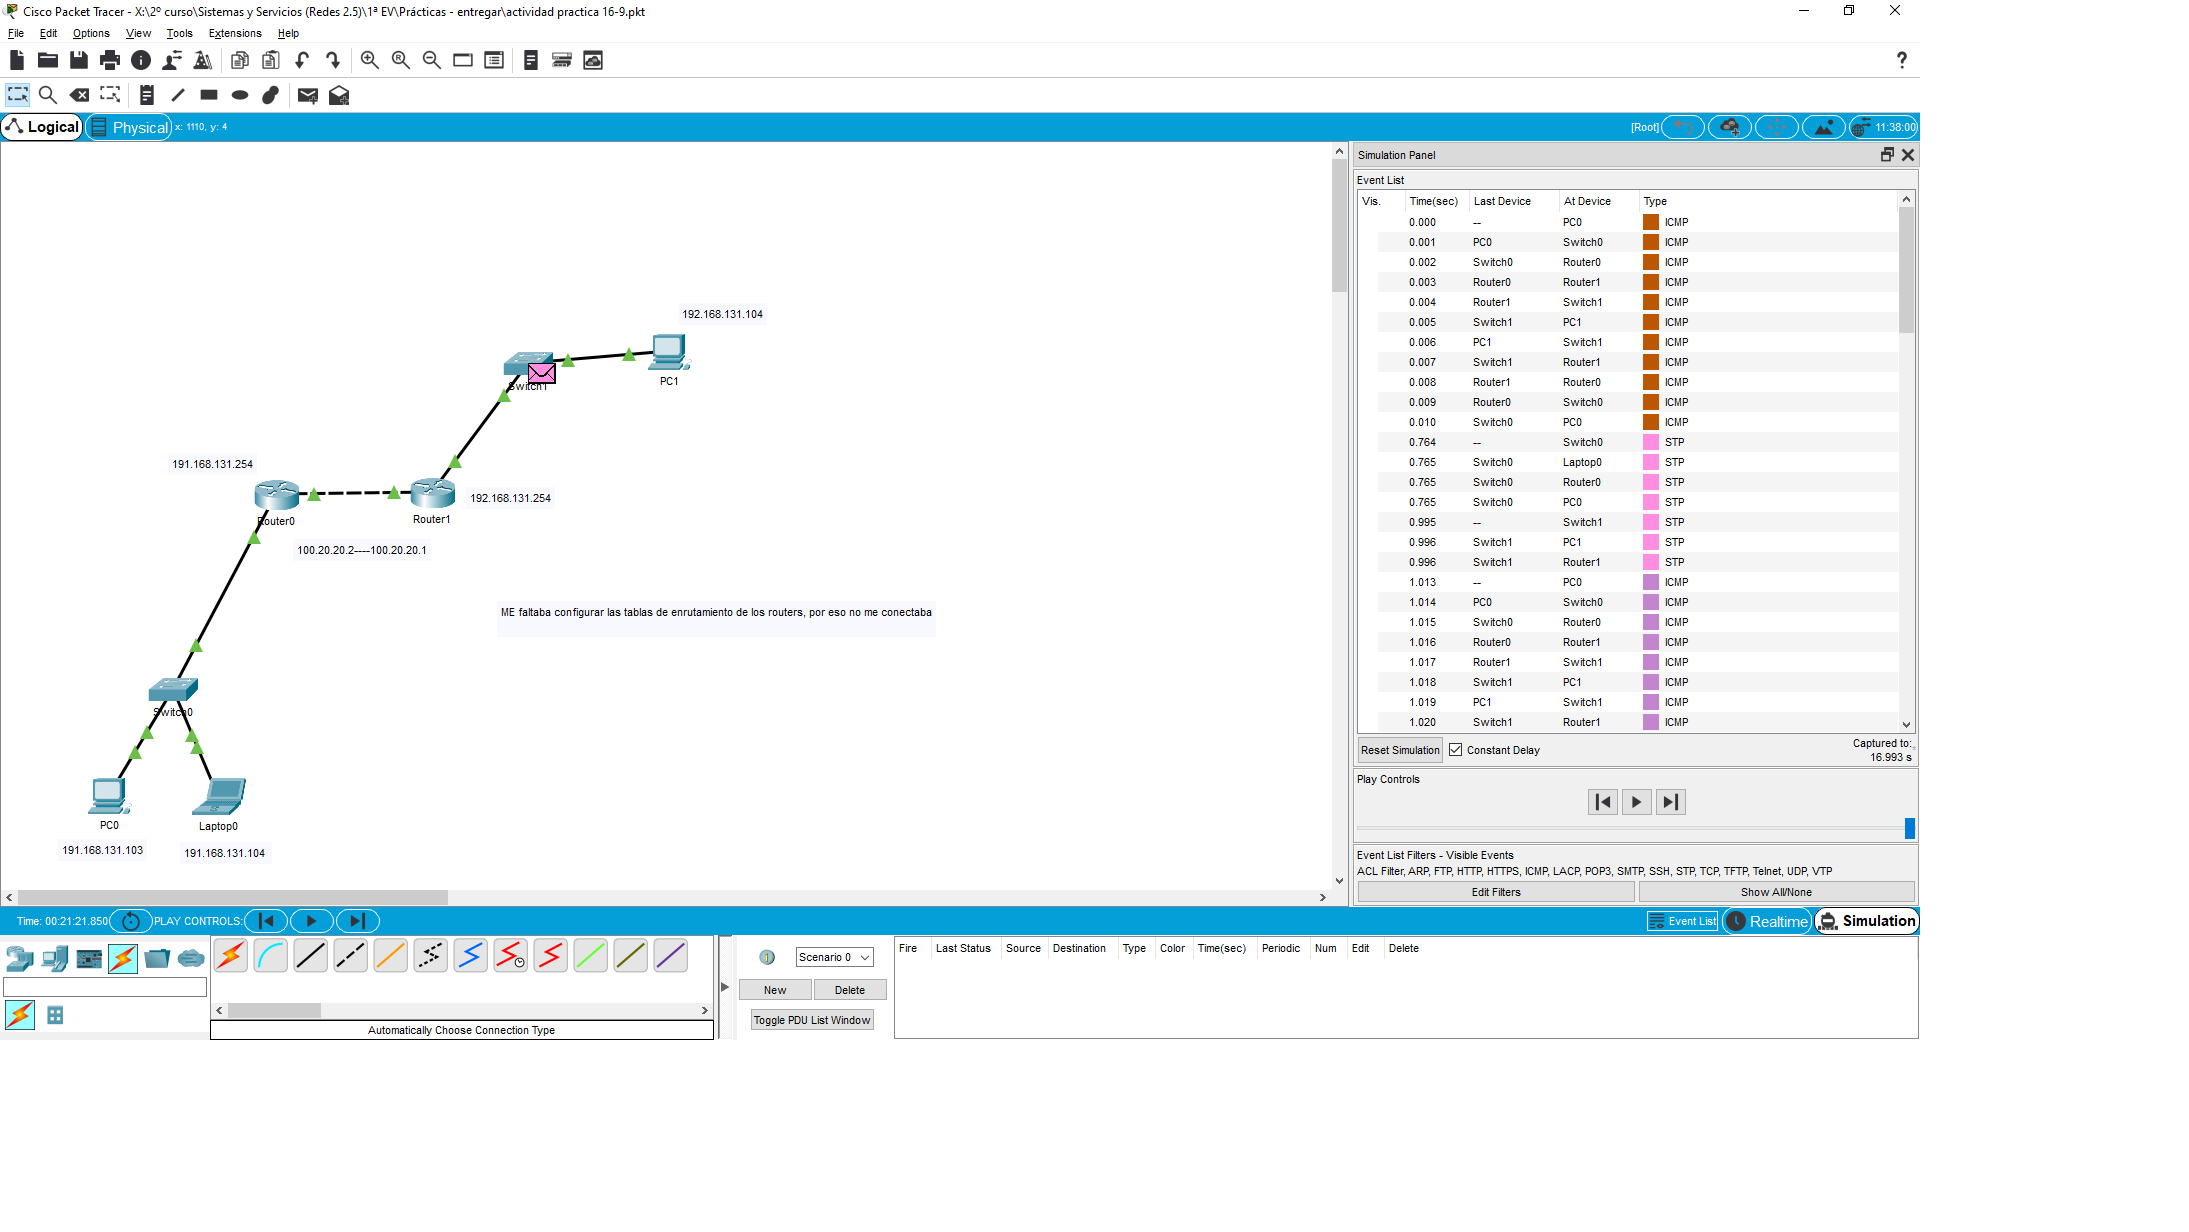 Cisco Packet Tracer - X:\2º curso\Sistemas y Servicios (Redes 2.5)\1ª EV\Prácticas - entregar\actividad practica 16-9.pkt
File Edit Options View Tools Extensions Help
Logical Physical x: 1110, y: 4 [Root] 11:38:00
192.168.131.104
Switch1
PC1
191.168.131.254
Router0
Router1
192.168.131.254
100.20.20.2----100.20.20.1
ME faltaba configurar las tablas de enrutamiento de los routers, por eso no me conectaba
Switch0
PC0
Laptop0
191.168.131.103
191.168.131.104
Simulation Panel
Event List
Vis. Time(sec) Last Device At Device Type
0.000 -- PC0 ICMP
0.001 PC0 Switch0 ICMP
0.002 Switch0 Router0 ICMP
0.003 Router0 Router1 ICMP
0.004 Router1 Switch1 ICMP
0.005 Switch1 PC1 ICMP
0.006 PC1 Switch1 ICMP
0.007 Switch1 Router1 ICMP
0.008 Router1 Router0 ICMP
0.009 Router0 Switch0 ICMP
0.010 Switch0 PC0 ICMP
0.764 -- Switch0 STP
0.765 Switch0 Laptop0 STP
0.765 Switch0 Router0 STP
0.765 Switch0 PC0 STP
0.995 -- Switch1 STP
0.996 Switch1 PC1 STP
0.996 Switch1 Router1 STP
1.013 -- PC0 ICMP
1.014 PC0 Switch0 ICMP
1.015 Switch0 Router0 ICMP
1.016 Router0 Router1 ICMP
1.017 Router1 Switch1 ICMP
1.018 Switch1 PC1 ICMP
1.019 PC1 Switch1 ICMP
1.020 Switch1 Router1 ICMP
Reset Simulation Constant Delay Captured to:
16.993 s
Play Controls
Event List Filters - Visible Events
ACL Filter, ARP, FTP, HTTP, HTTPS, ICMP, LACP, POP3, SMTP, SSH, STP, TCP, TFTP, Telnet, UDP, VTP
Edit Filters Show All/None
Time: 00:21:21.850 PLAY CONTROLS: Event List Realtime Simulation
Automatically Choose Connection Type
Scenario 0
New Delete
Toggle PDU List Window
Fire Last Status Source Destination Type Color Time(sec) Periodic Num Edit Delete